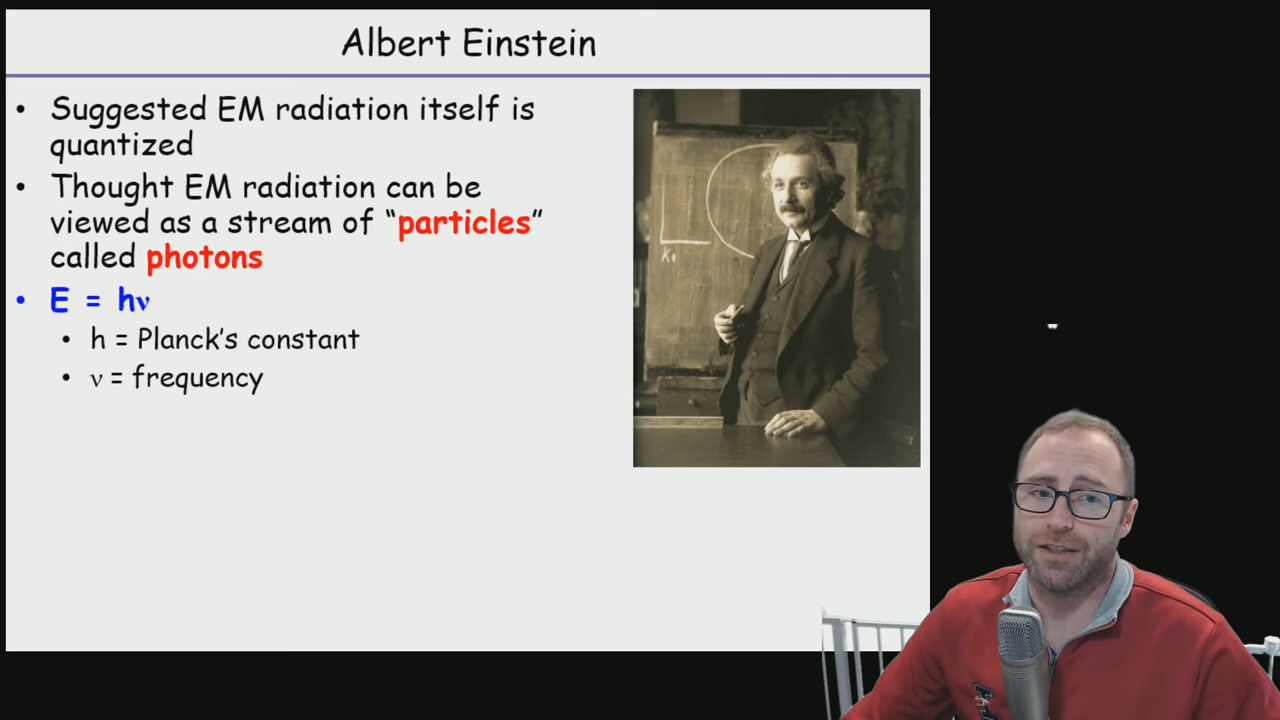 Albert Einstein
• Suggested EM radiation itself is
quantized
• Thought EM radiation can be
viewed as a stream of “particles”
called photons
• E = hν
• h = Planck’s constant
• ν = frequency